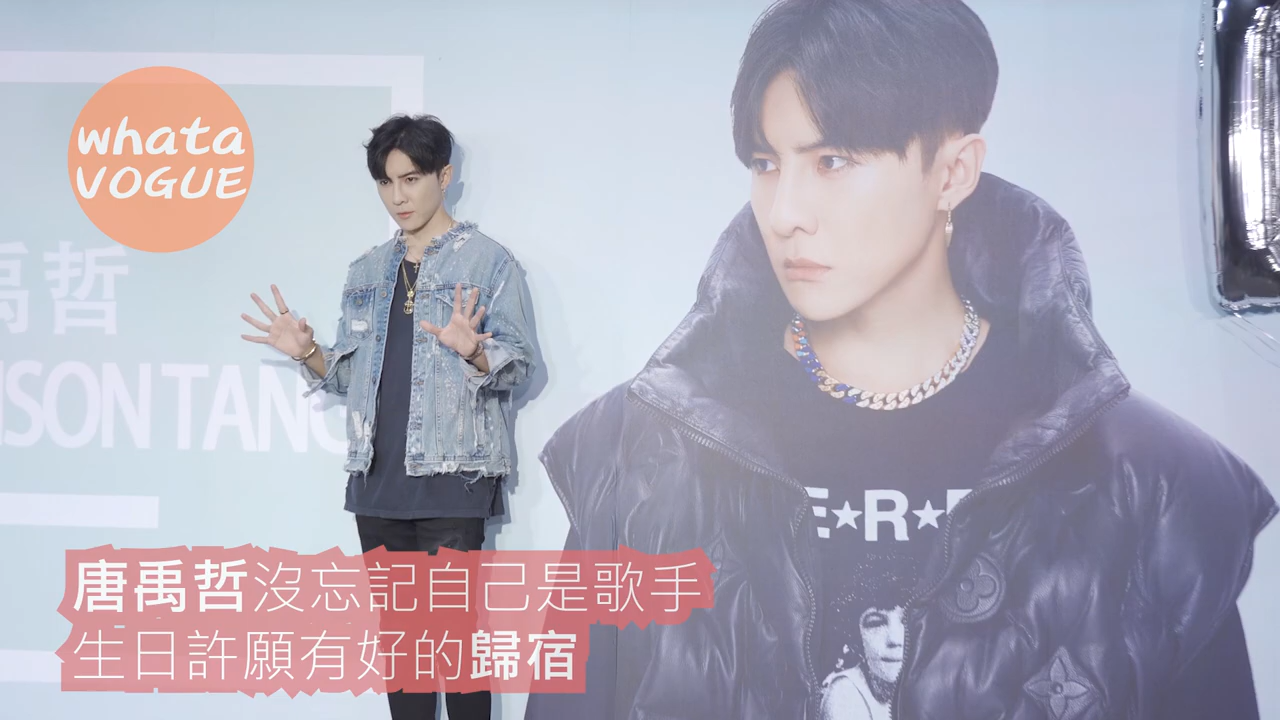 whata
VOGUE
禹哲
SON TANG
E★R★
唐禹哲沒忘記自己是歌手
生日許願有好的歸宿